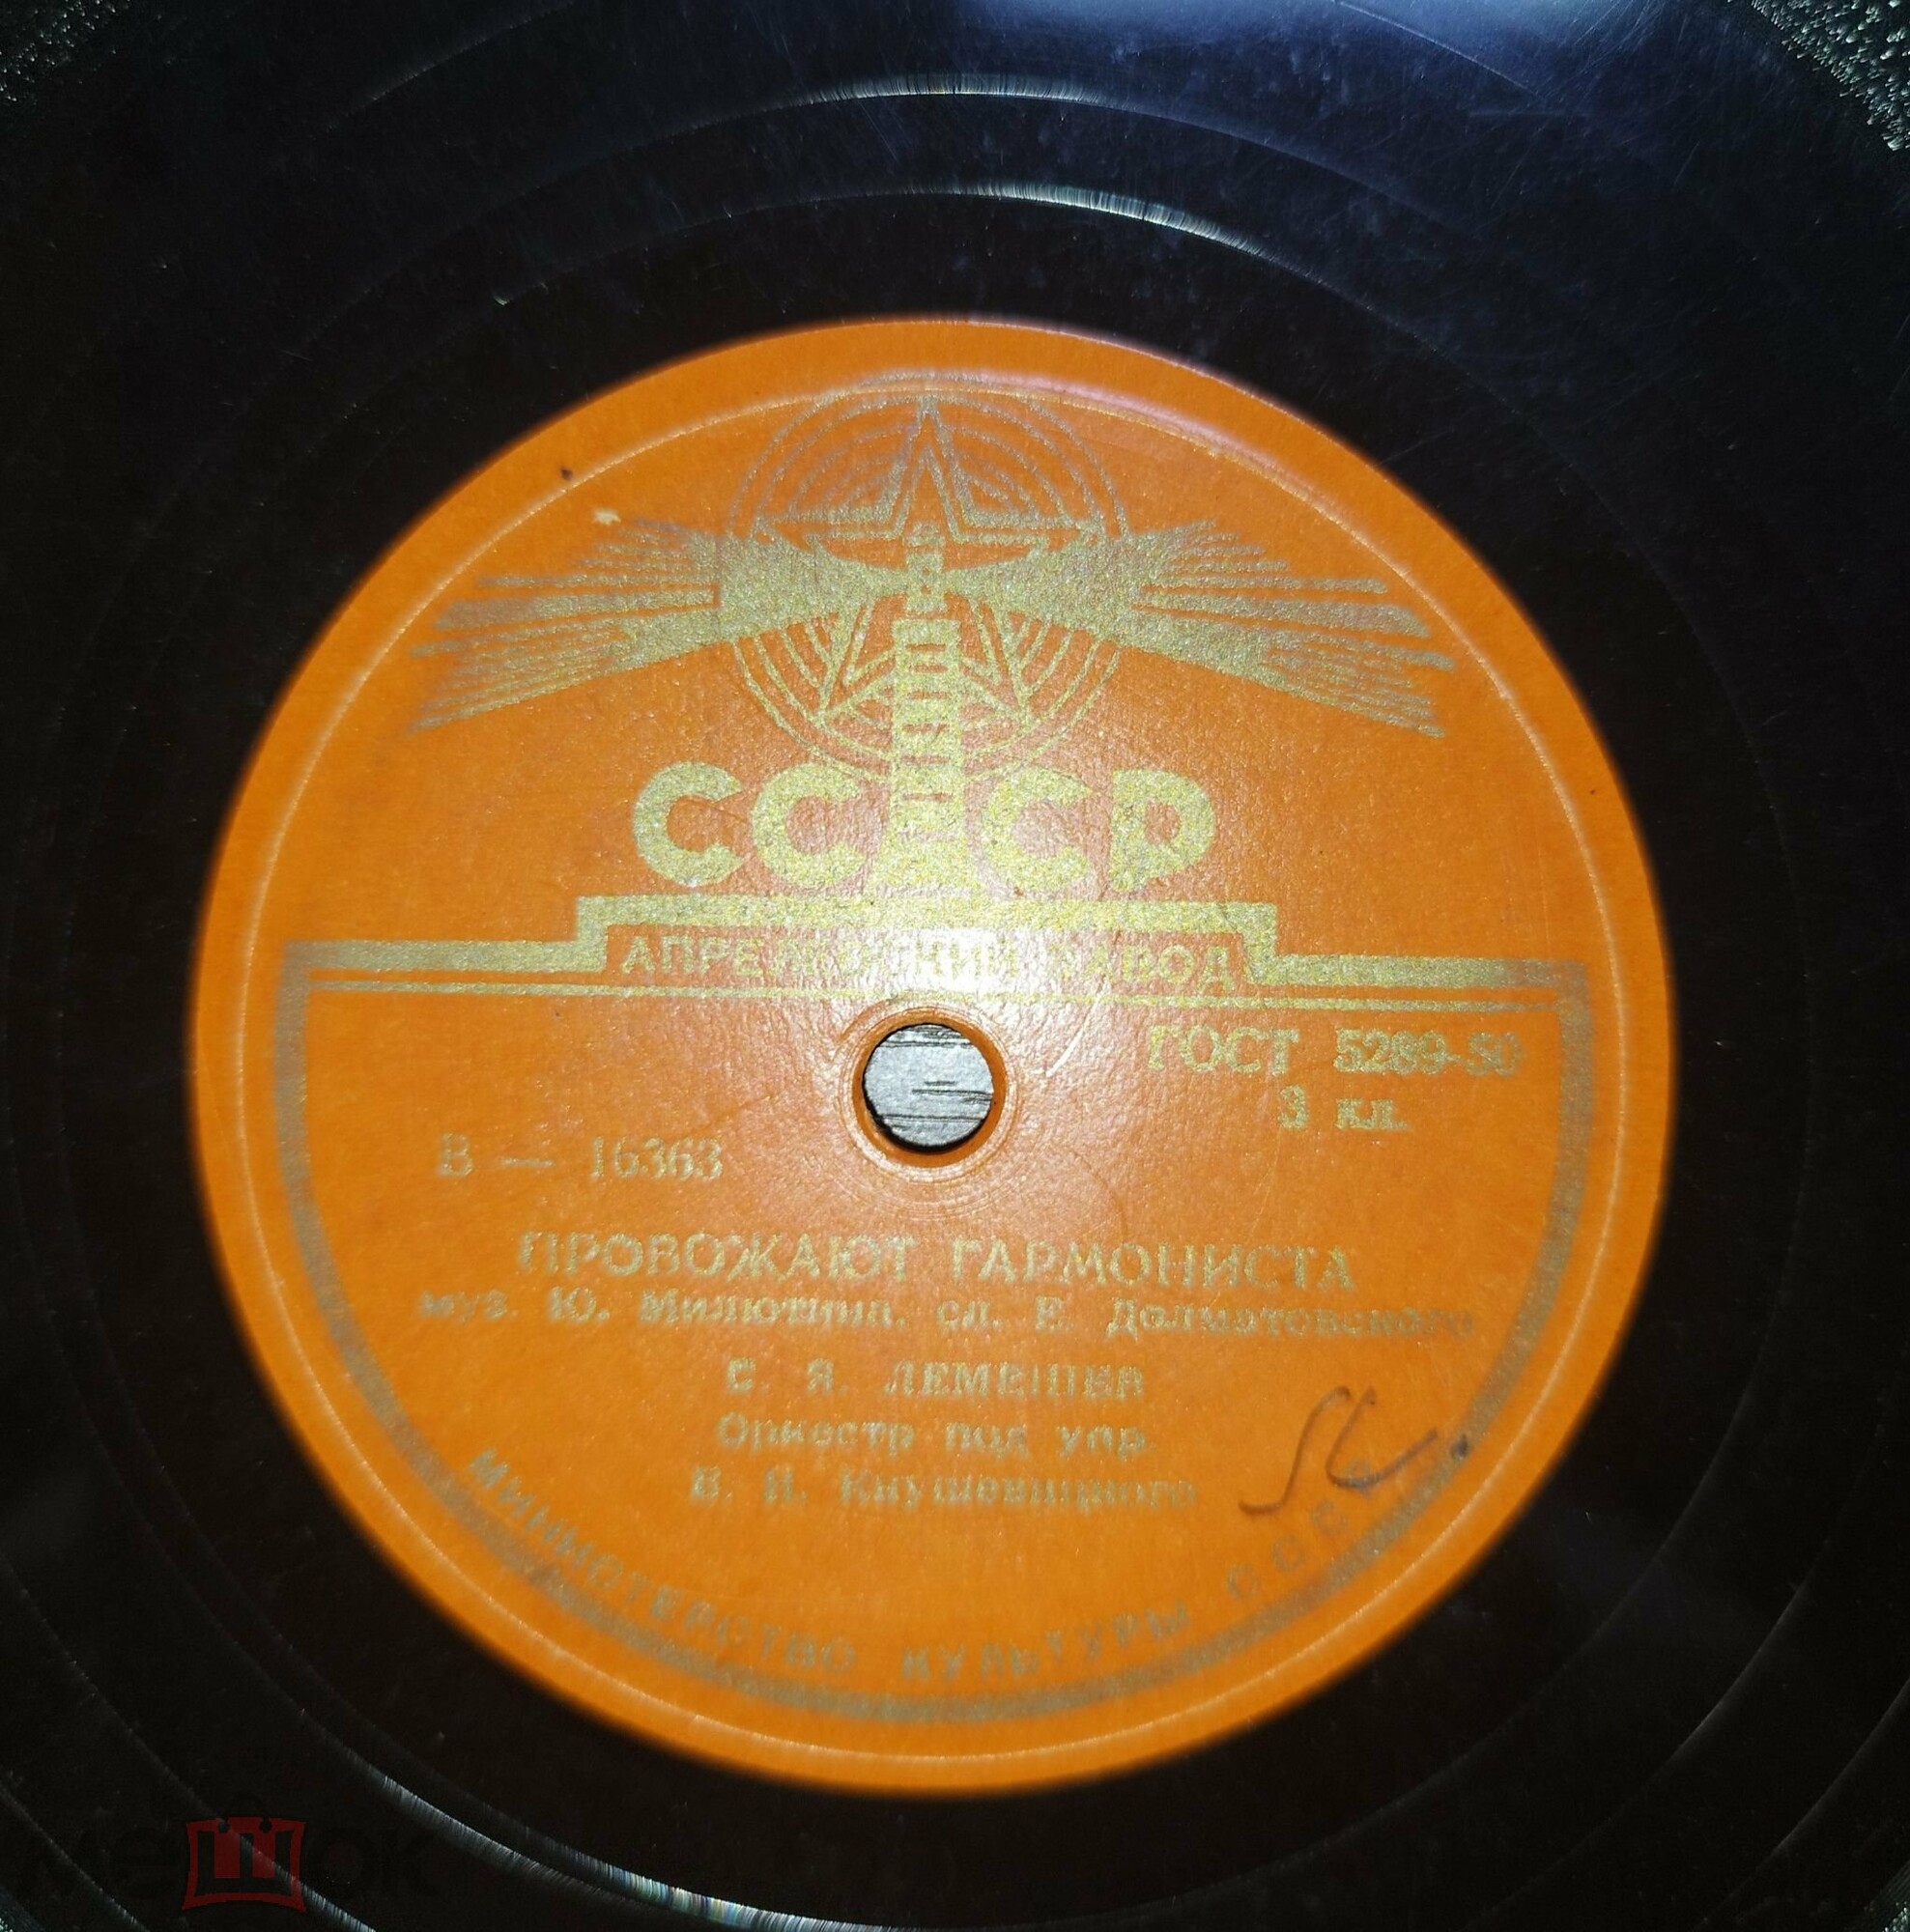 СССР
АПРЕЛЕВСКИЙ ЗАВОД
ГОСТ 5289-50
3 кл.
В — 16363
ПРОВОЖАЮТ ГАРМОНИСТА
муз. Ю. Милютина, сл. Е. Долматовского
С. Я. ЛЕМЕШЕВ
Оркестр под упр.
В. Н. Кнушевицкого
МИНИСТЕРСТВО КУЛЬТУРЫ СССР
мешок